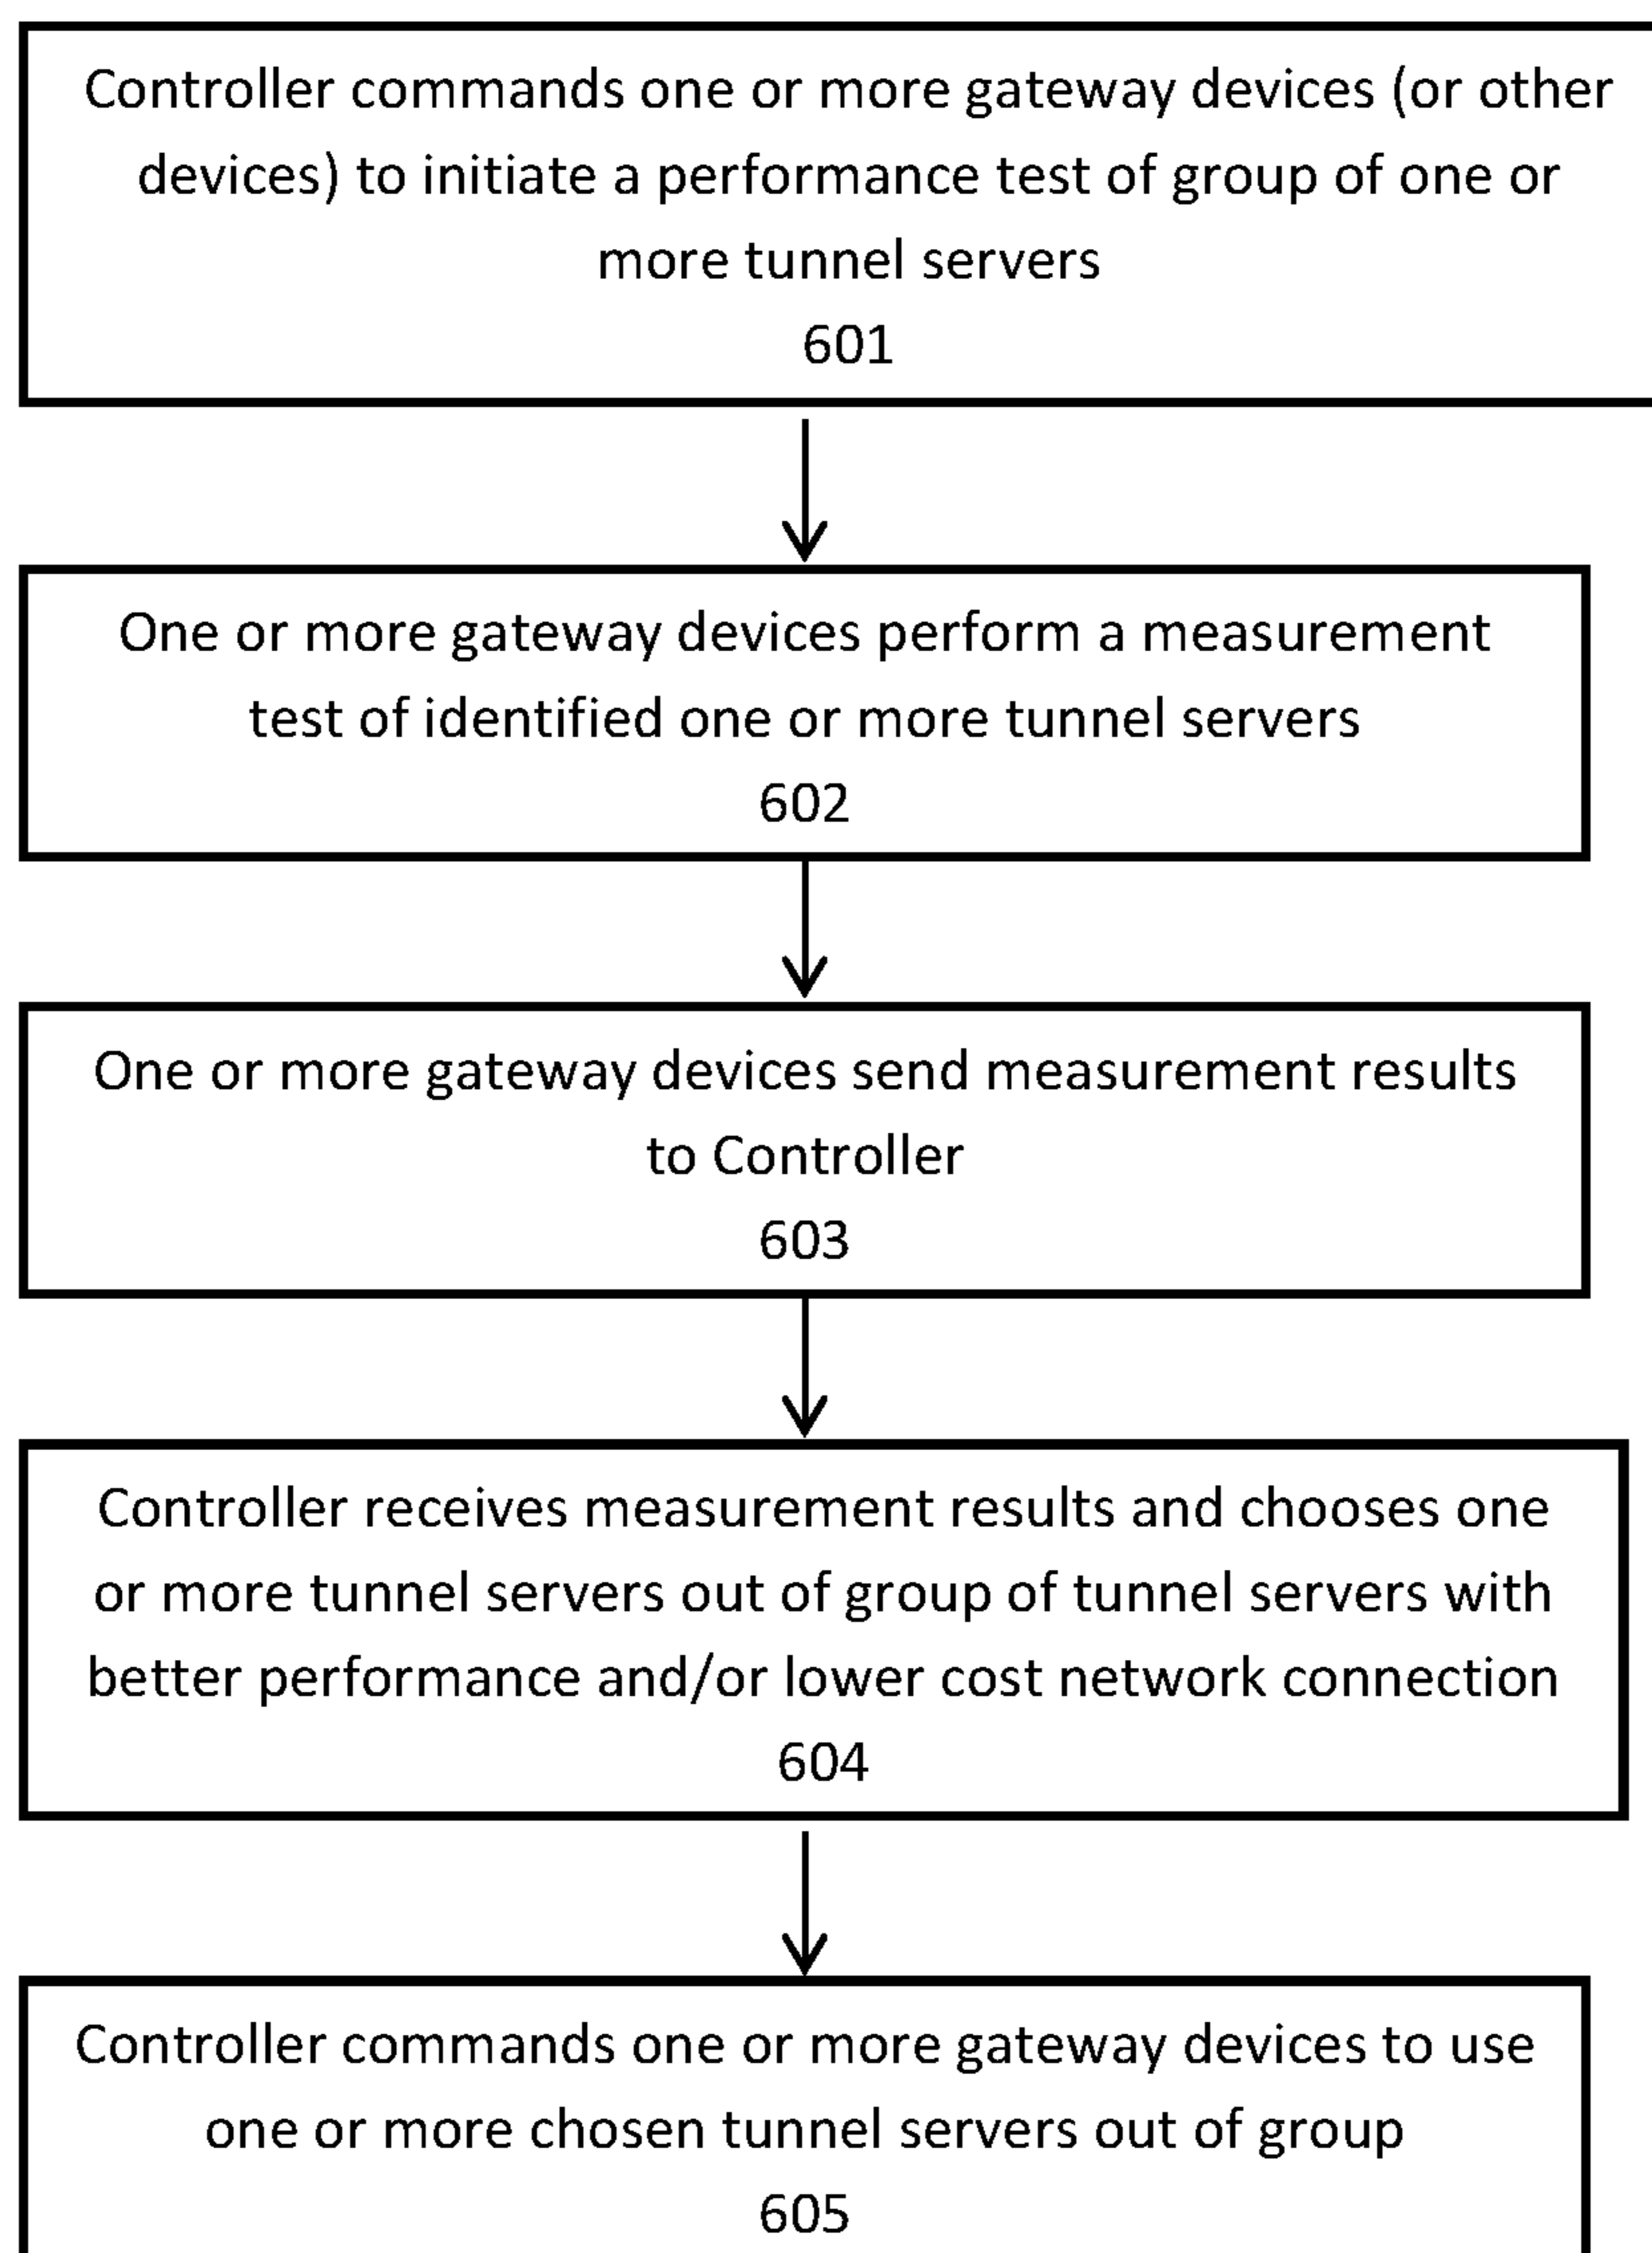 Controller commands one or more gateway devices (or other
devices) to initiate a performance test of group of one or
more tunnel servers
601
One or more gateway devices perform a measurement
test of identified one or more tunnel servers
602
One or more gateway devices send measurement results
to Controller
603
Controller receives measurement results and chooses one
or more tunnel servers out of group of tunnel servers with
better performance and/or lower cost network connection
604
Controller commands one or more gateway devices to use
one or more chosen tunnel servers out of group
605